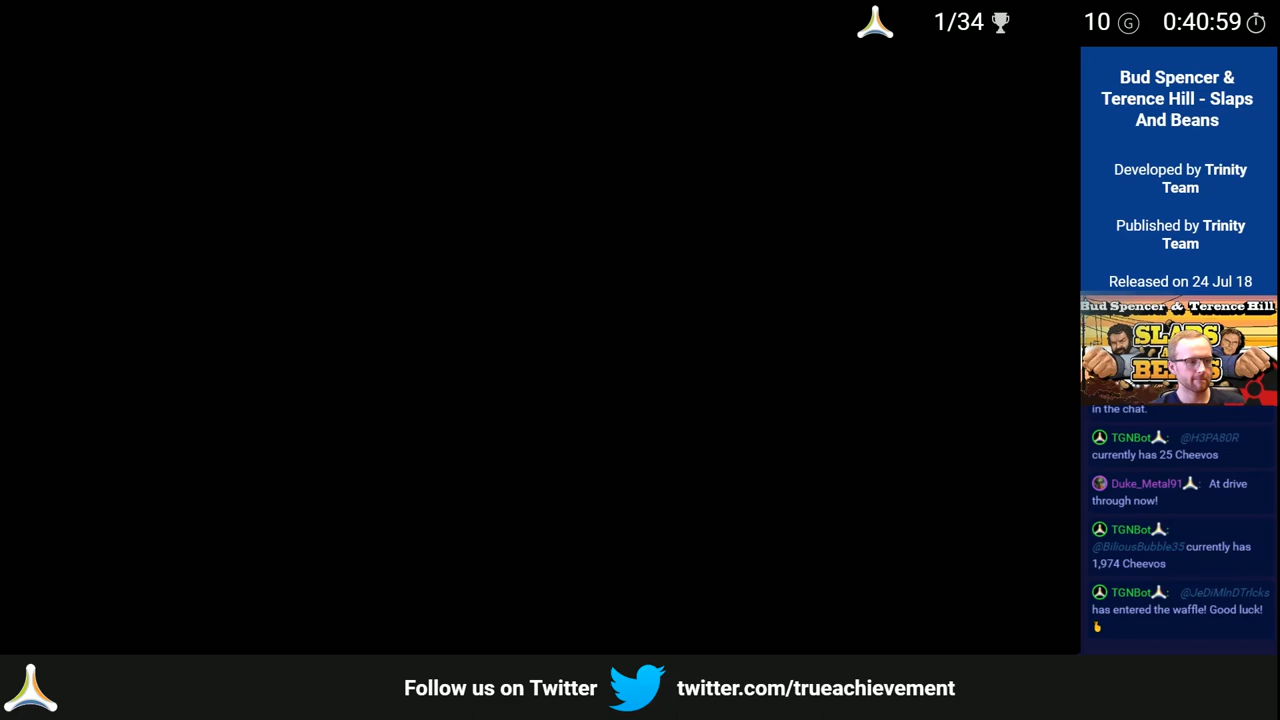 1/34
10 G
0:40:59
Bud Spencer &
Terence Hill - Slaps
And Beans
Developed by Trinity
Team
Published by Trinity
Team
Released on 24 Jul 18
Bud Spencer & Terence Hill
SLAPS
in the chat.
TGNBot: @H3PA80R
currently has 25 Cheevos
Duke_Metal91: At drive
through now!
TGNBot:
@BiliousBubble35 currently has
1,974 Cheevos
TGNBot: @JeDiMInDTrIcks
has entered the waffle! Good luck!
Follow us on Twitter
twitter.com/trueachievement